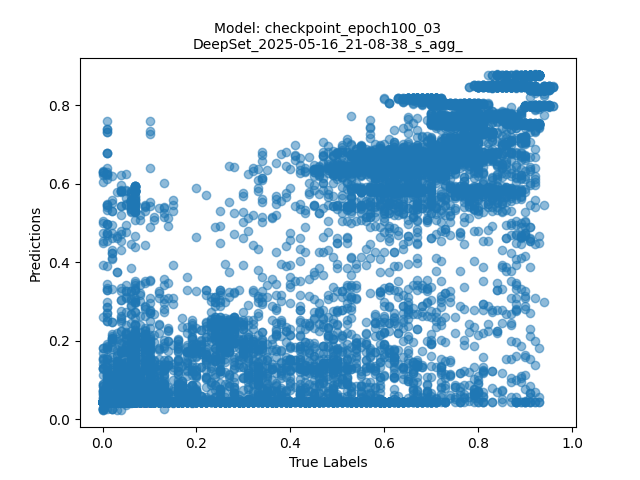 Model: checkpoint_epoch100_03
DeepSet_2025-05-16_21-08-38_s_agg_
Predictions
0.8
0.6
0.4
0.2
0.0
0.0 0.2 0.4 0.6 0.8 1.0
True Labels